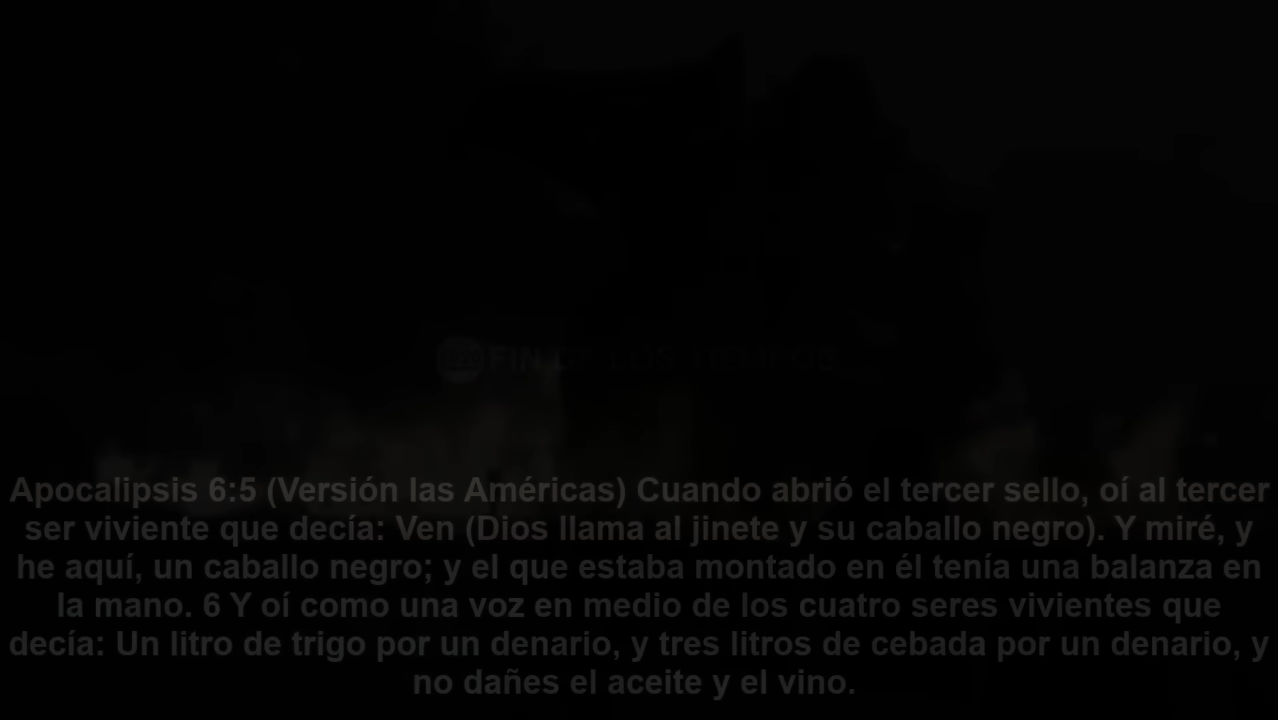 FIN DE LOS TIEMPOS
Apocalipsis 6:5 (Versión las Américas) Cuando abrió el tercer sello, oí al tercer
ser viviente que decía: Ven (Dios llama al jinete y su caballo negro). Y miré, y
he aquí, un caballo negro; y el que estaba montado en él tenía una balanza en
la mano. 6 Y oí como una voz en medio de los cuatro seres vivientes que
decía: Un litro de trigo por un denario, y tres litros de cebada por un denario, y
no dañes el aceite y el vino.